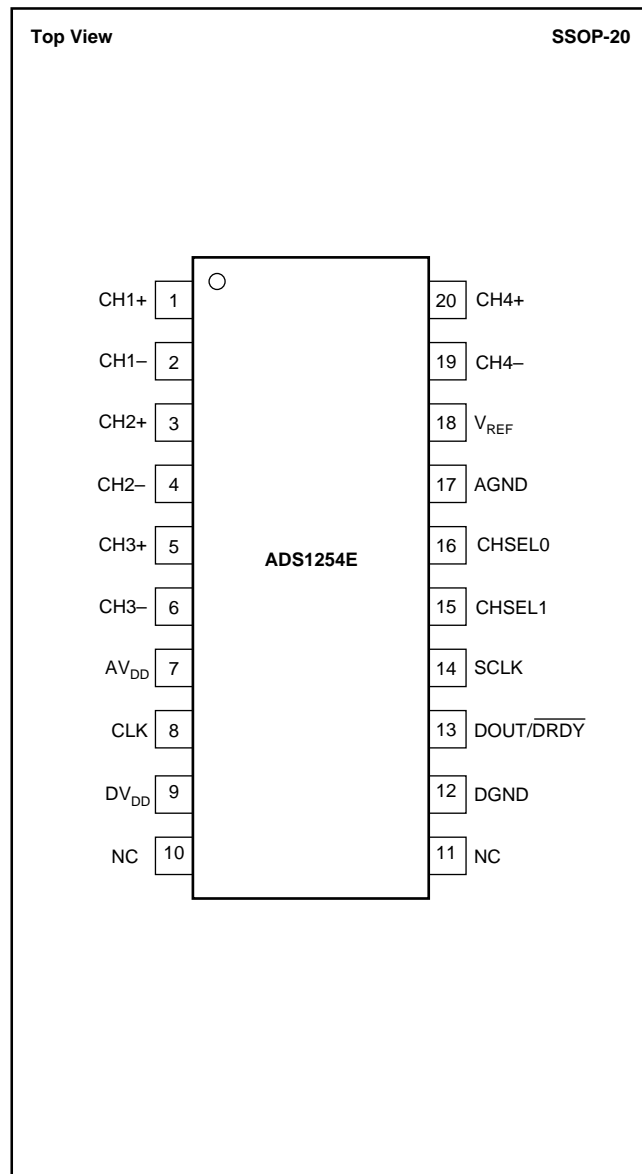 Top View SSOP-20
CH1+ 1 20 CH4+
CH1– 2 19 CH4–
CH2+ 3 18 VREF
CH2– 4 17 AGND
CH3+ 5 16 CHSEL0
ADS1254E
CH3– 6 15 CHSEL1
AVDD 7 14 SCLK
CLK 8 13 DOUT/DRDY
DVDD 9 12 DGND
NC 10 11 NC